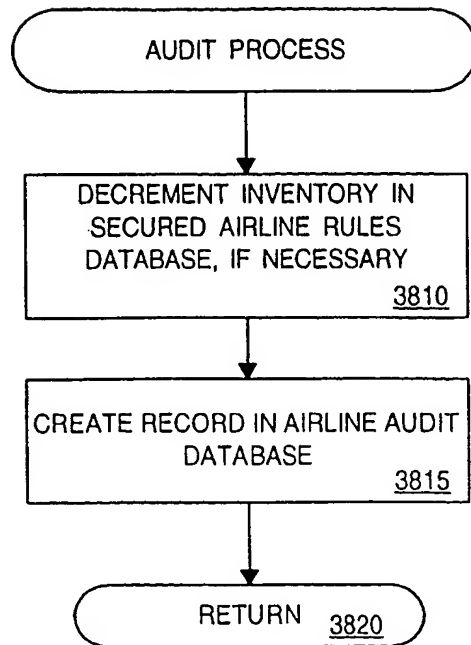 AUDIT PROCESS
DECREMENT INVENTORY IN
SECURED AIRLINE RULES
DATABASE, IF NECESSARY
3810
CREATE RECORD IN AIRLINE AUDIT
DATABASE
3815
RETURN 3820